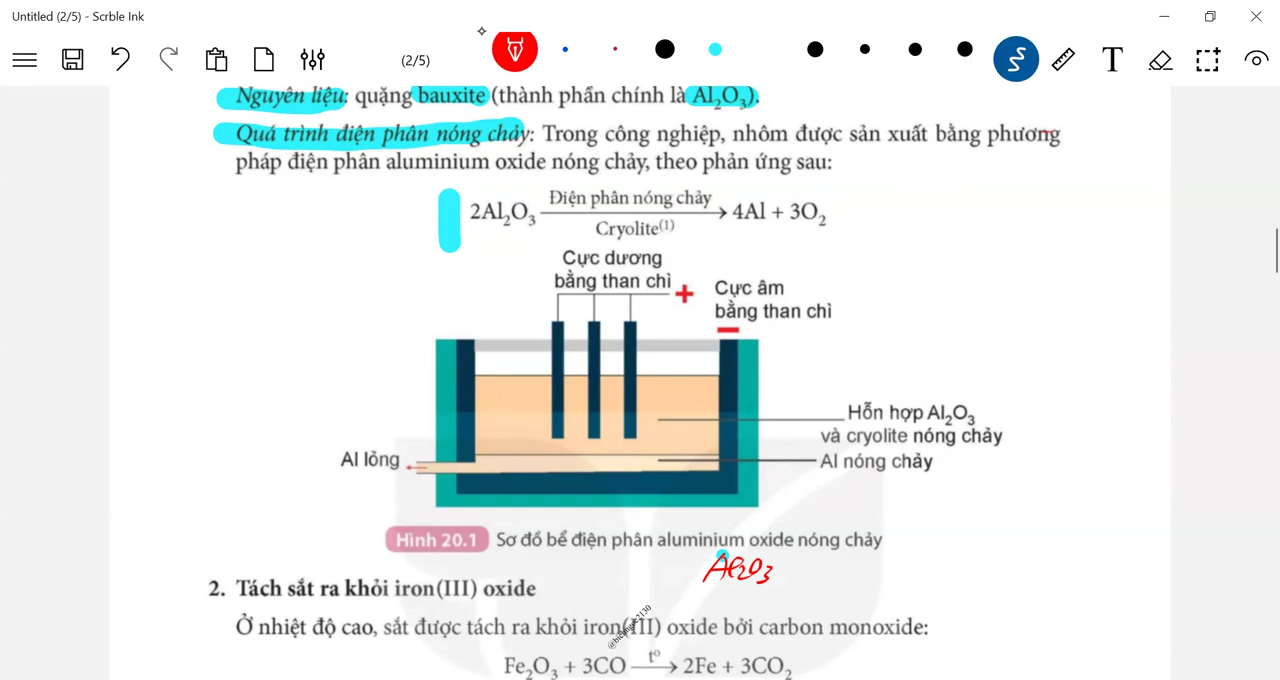 Untitled (2/5) - Scrble Ink
(2/5)
T
Nguyên liệu: quặng bauxite (thành phần chính là Al₂O₃).
Quá trình điện phân nóng chảy: Trong công nghiệp, nhôm được sản xuất bằng phương
pháp điện phân aluminium oxide nóng chảy, theo phản ứng sau:
2Al₂O₃ Điện phân nóng chảy → 4Al + 3O₂
Cryolite⁽¹⁾
Cực dương
bằng than chì +
Cực âm
bằng than chì
−
Hỗn hợp Al₂O₃
và cryolite nóng chảy
Al lỏng
Al nóng chảy
Hình 20.1 Sơ đồ bể điện phân aluminium oxide nóng chảy
Al₂O₃
2. Tách sắt ra khỏi iron(III) oxide
Ở nhiệt độ cao, sắt được tách ra khỏi iron(III) oxide bởi carbon monoxide:
Fe₂O₃ + 3CO t° → 2Fe + 3CO₂